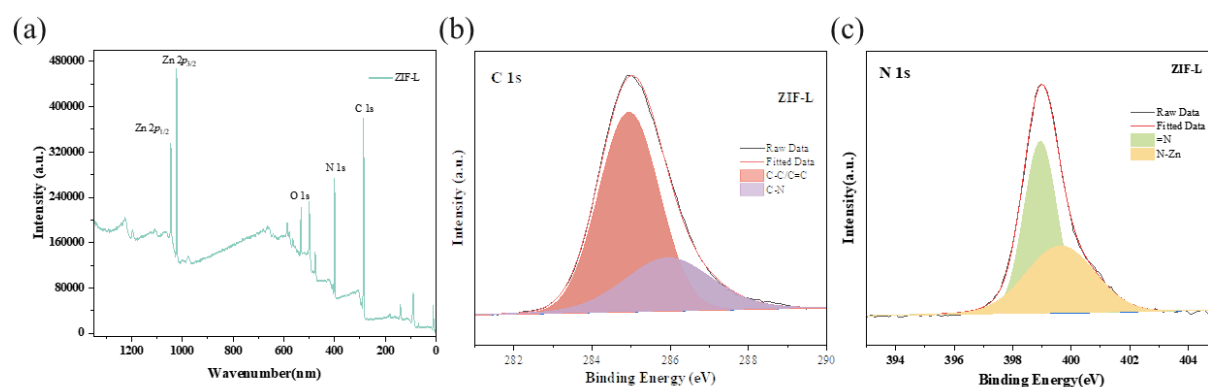 (a)
Intensity (a.u.)
480000
400000
320000
240000
160000
80000
0
Zn 2p3/2
Zn 2p1/2
O 1s
N 1s
C 1s
ZIF-L
1200 1000 800 600 400 200 0
Wavenumber(nm)
(b)
Intensity (a.u.)
C 1s
ZIF-L
Raw Data
Fitted Data
C-C/C=C
C-N
282 284 286 288 290
Binding Energy (eV)
(c)
Intensity(a.u.)
N 1s
ZIF-L
Raw Data
Fitted Data
=N
N-Zn
394 396 398 400 402 404
Binding Energy(eV)